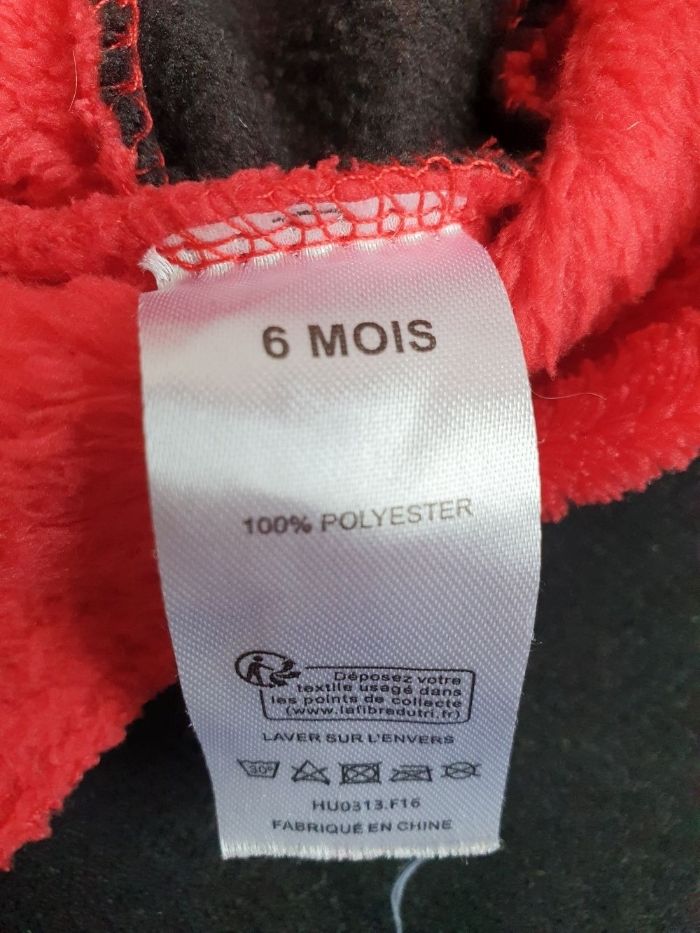 6 MOIS
100% POLYESTER
Déposez votre
textile usagé dans
les points de collecte
(www.lafibredutri.fr)
LAVER SUR L'ENVERS
30°
HU0313.F16
FABRIQUÉ EN CHINE